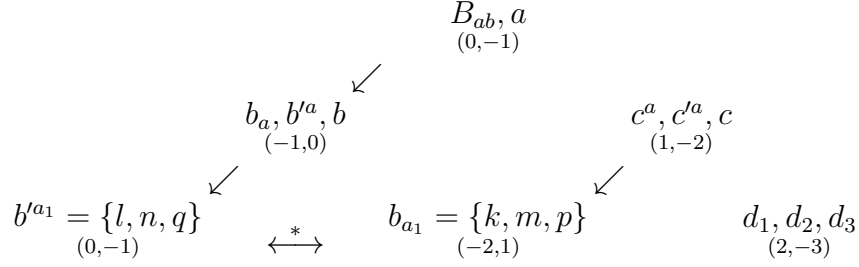 B_{ab}, a
(0,−1)
↙
b_a, b′^a, b
(−1,0)
c^a, c′^a, c
(1,−2)
↙ ↙
b′^{a_1} = {l, n, q}
(0,−1)
*
⟷
b_{a_1} = {k, m, p}
(−2,1)
d_1, d_2, d_3
(2,−3)